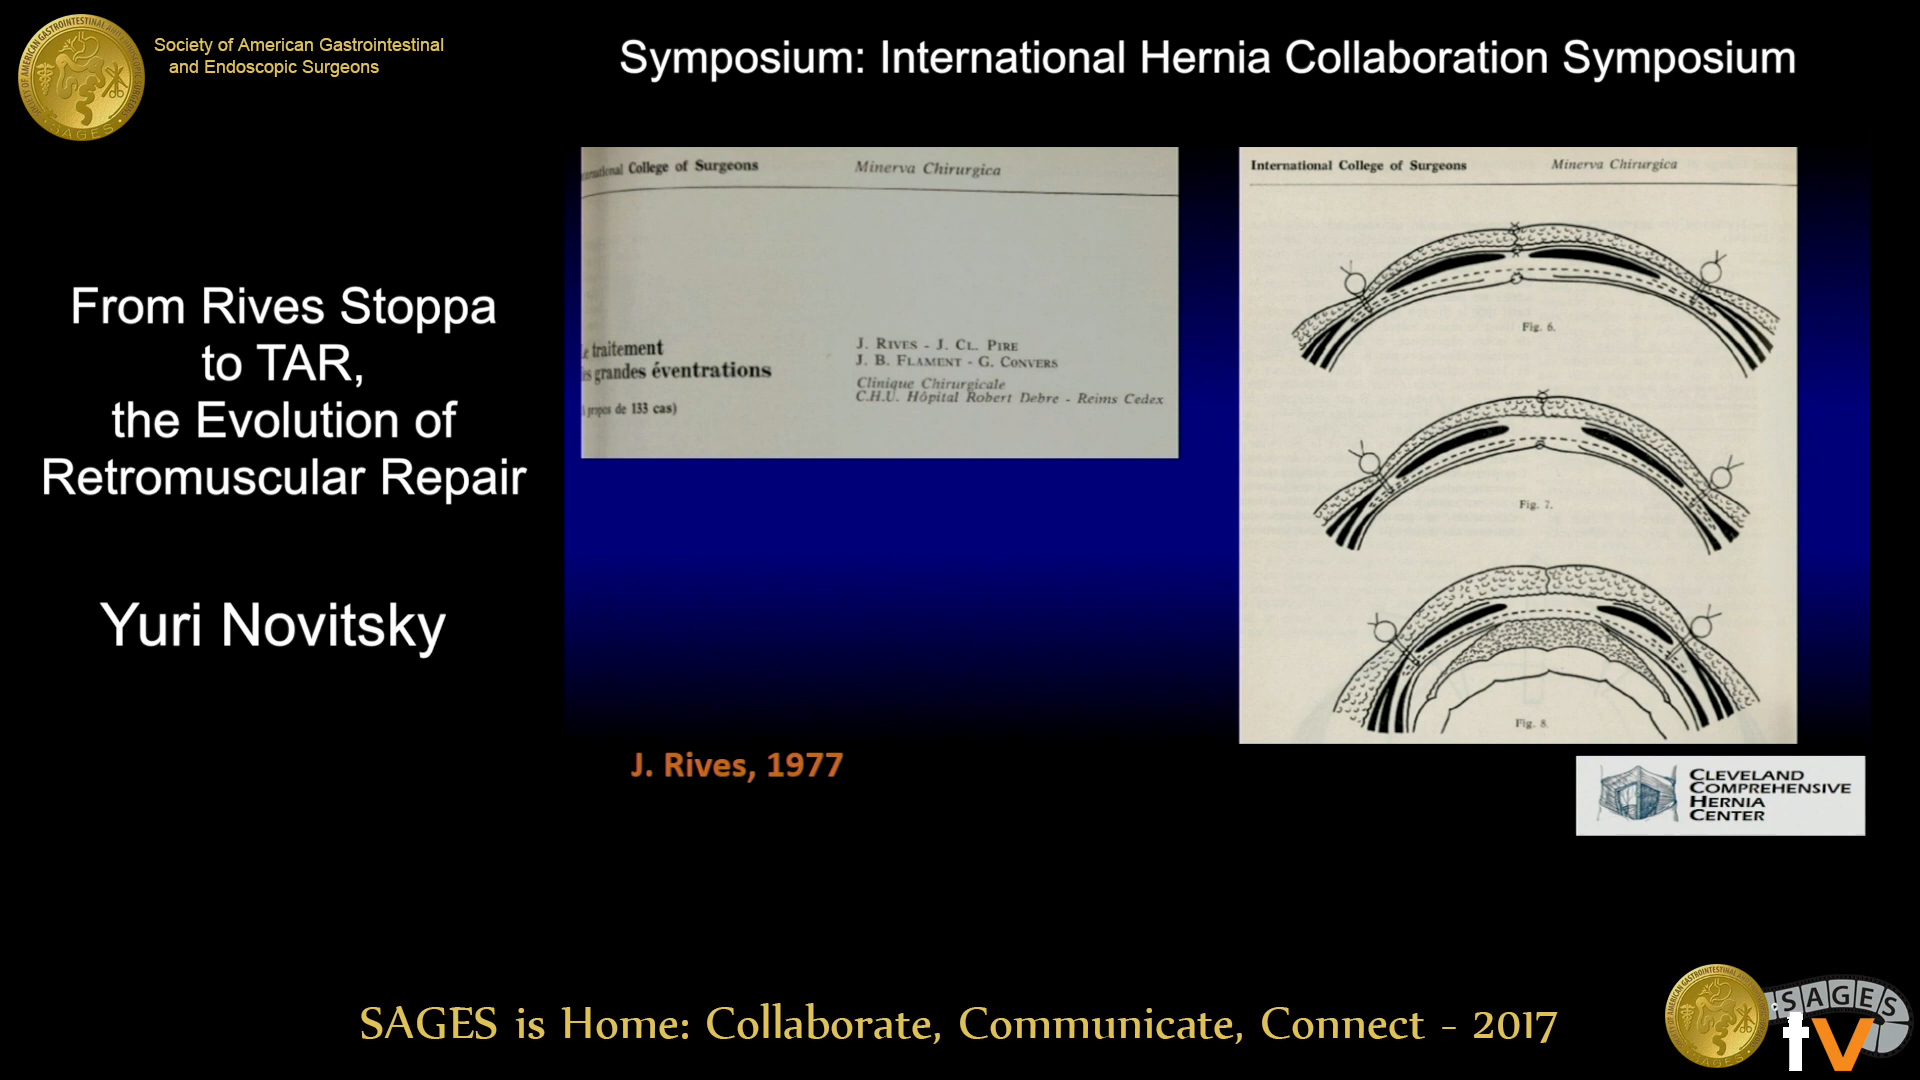 Society of American Gastrointestinal
and Endoscopic Surgeons
Symposium: International Hernia Collaboration Symposium
From Rives Stoppa
to TAR,
the Evolution of
Retromuscular Repair
Yuri Novitsky
College of Surgeons
Minerva Chirurgica
traitement
grandes éventrations
de 133 cas)
J. RIVES - J. CL. PIRE
J. B. FLAMENT - G. CONVERS
Clinique Chirurgicale
C.H.U. Hôpital Robert Debre - Reims Cedex
International College of Surgeons
Minerva Chirurgica
Fig. 6.
Fig. 7.
Fig. 8.
J. Rives, 1977
CLEVELAND
COMPREHENSIVE
HERNIA
CENTER
SAGES is Home: Collaborate, Communicate, Connect - 2017
SAGES
tv